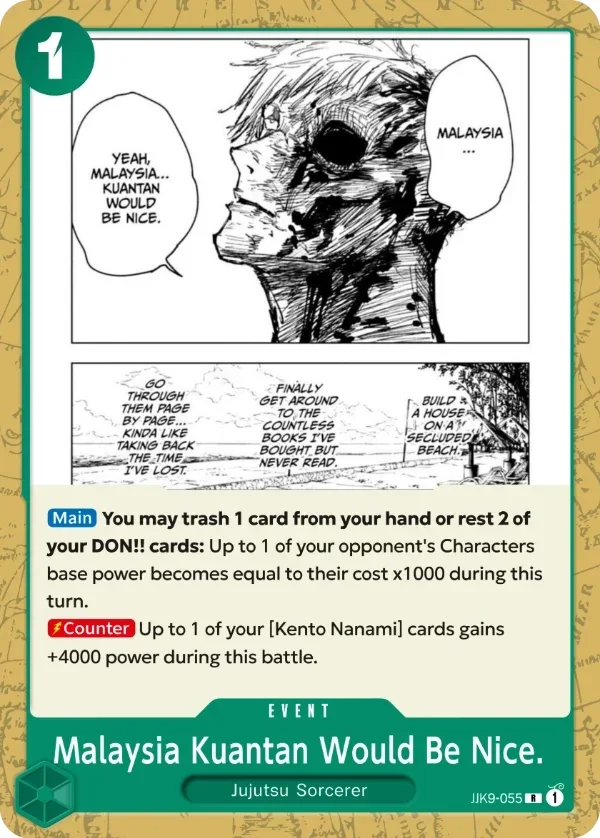 1
MALAYSIA
...
YEAH,
MALAYSIA...
KUANTAN
WOULD
BE NICE.
BUILD
A HOUSE
ON A
SECLUDED
BEACH.
FINALLY
GET AROUND
TO THE
COUNTLESS
BOOKS I'VE
BOUGHT BUT
NEVER READ.
GO
THROUGH
THEM PAGE
BY PAGE...
KINDA LIKE
TAKING BACK
THE TIME
I'VE LOST.
Main You may trash 1 card from your hand or rest 2 of
your DON!! cards: Up to 1 of your opponent's Characters
base power becomes equal to their cost x1000 during this
turn.
Counter Up to 1 of your [Kento Nanami] cards gains
+4000 power during this battle.
EVENT
Malaysia Kuantan Would Be Nice.
Jujutsu Sorcerer
JJK9-055 R 1